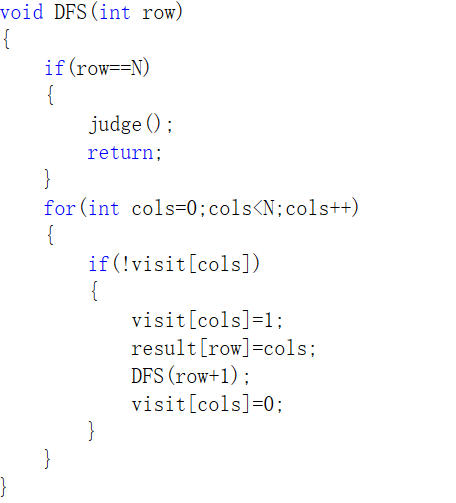 void DFS(int row)
{
    if(row==N)
    {
        judge();
        return;
    }
    for(int cols=0;cols<N;cols++)
    {
        if(!visit[cols])
        {
            visit[cols]=1;
            result[row]=cols;
            DFS(row+1);
            visit[cols]=0;
        }
    }
}